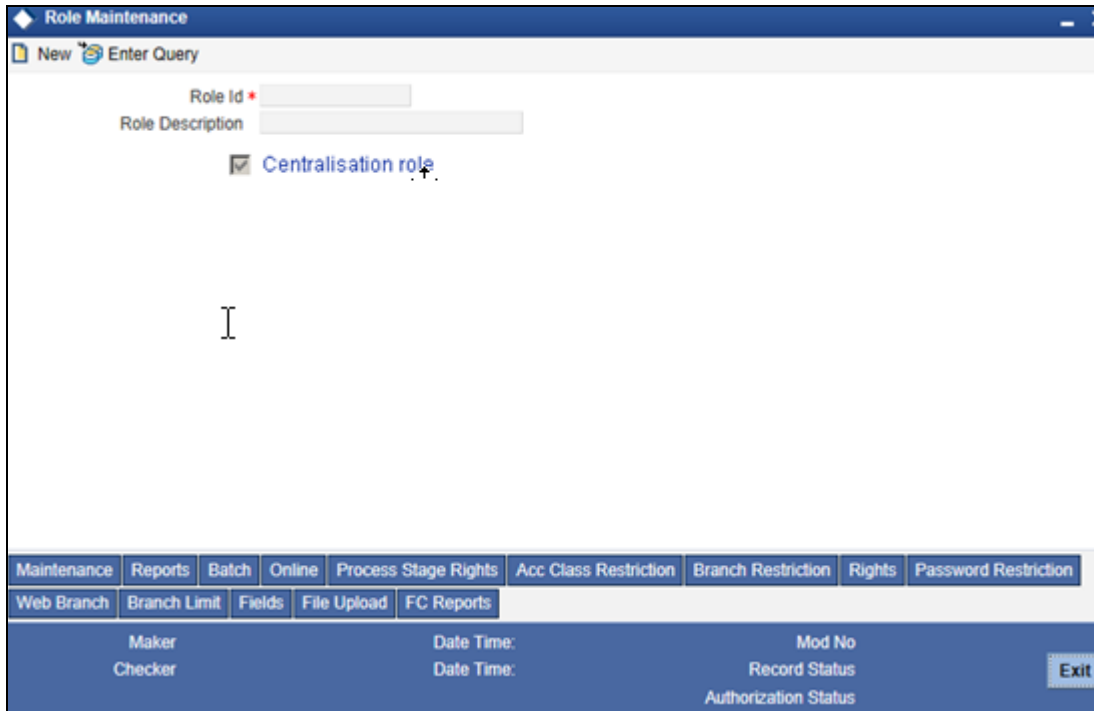 Role Maintenance
New Enter Query
Role Id *
Role Description
Centralisation role
Maintenance Reports Batch Online Process Stage Rights Acc Class Restriction Branch Restriction Rights Password Restriction
Web Branch Branch Limit Fields File Upload FC Reports
Maker Date Time: Mod No
Checker Date Time: Record Status Exit
Authorization Status